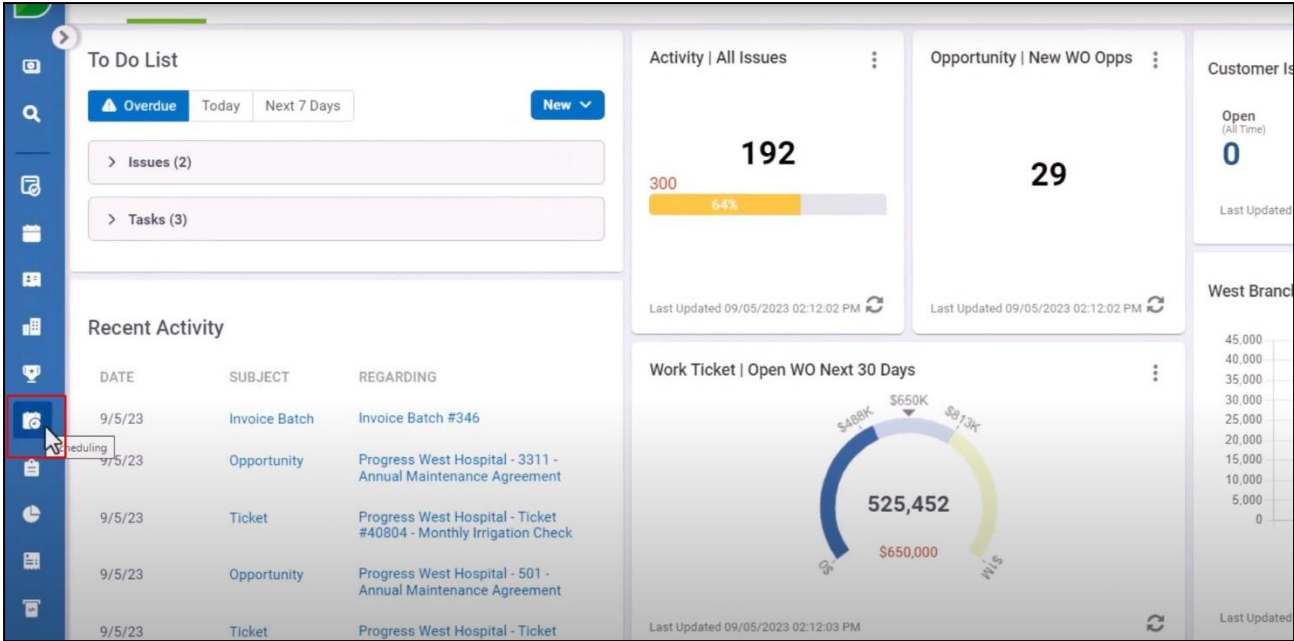 To Do List
Overdue
Today
Next 7 Days
New
Issues (2)
Tasks (3)
Recent Activity
DATE
SUBJECT
REGARDING
9/5/23
Invoice Batch
Invoice Batch #346
9/5/23
Opportunity
Progress West Hospital - 3311 -
Annual Maintenance Agreement
9/5/23
Ticket
Progress West Hospital - Ticket
#40804 - Monthly Irrigation Check
9/5/23
Opportunity
Progress West Hospital - 501 -
Annual Maintenance Agreement
9/5/23
Ticket
Progress West Hospital - Ticket
cheduling
Activity | All Issues
192
300
64%
Last Updated 09/05/2023 02:12:02 PM
Opportunity | New WO Opps
29
Last Updated 09/05/2023 02:12:02 PM
Work Ticket | Open WO Next 30 Days
$0
$488K
$650K
$813K
$1M
525,452
$650,000
Last Updated 09/05/2023 02:12:03 PM
Customer Is
Open
(All Time)
0
Last Updated
West Branch
45,000
40,000
35,000
30,000
25,000
20,000
15,000
10,000
5,000
0
Last Updated